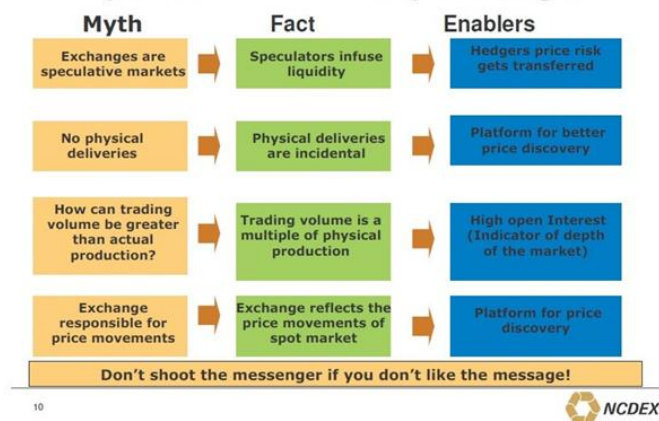 Myth
Fact
Enablers
Exchanges are
speculative markets
Speculators infuse
liquidity
Hedgers price risk
gets transferred
No physical
deliveries
Physical deliveries
are incidental
Platform for better
price discovery
How can trading
volume be greater
than actual
production?
Trading volume is a
multiple of physical
production
High open Interest
(Indicator of depth
of the market)
Exchange
responsible for
price movements
Exchange reflects the
price movements of
spot market
Platform for price
discovery
Don't shoot the messenger if you don't like the message!
10
NCDEX